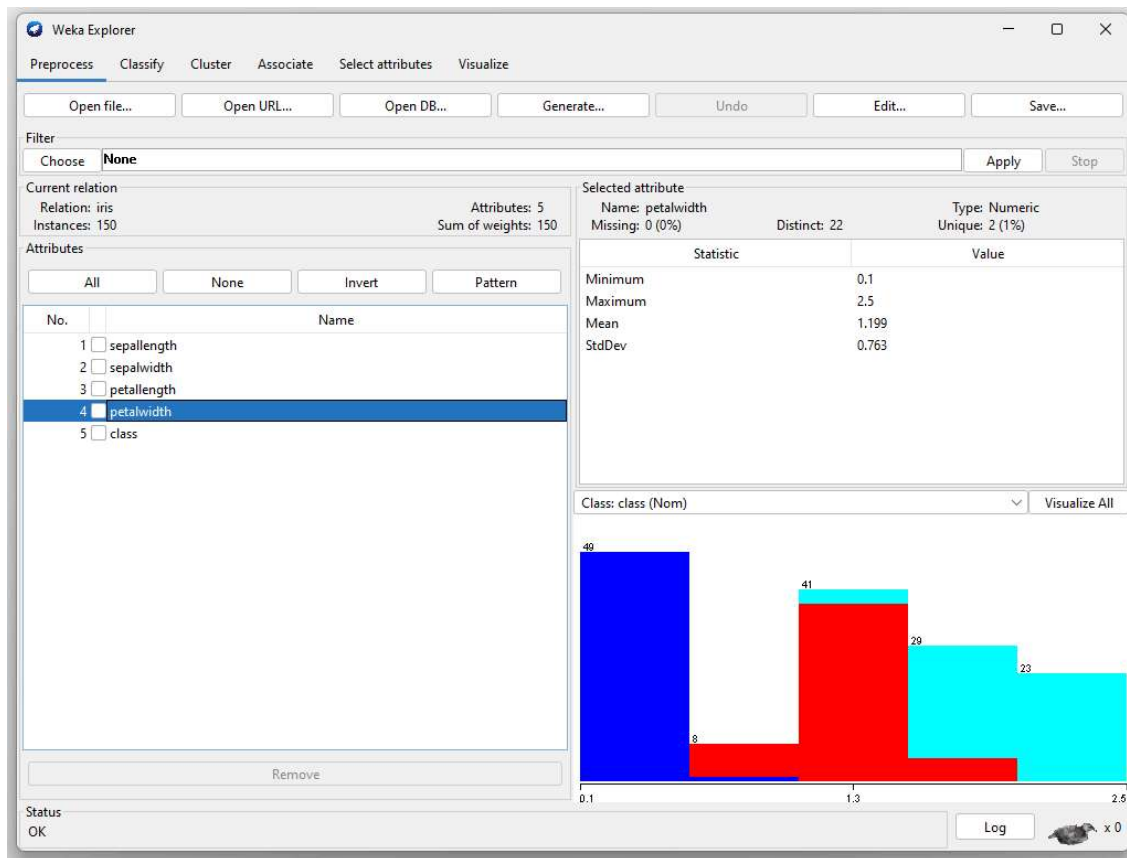 Weka Explorer
Preprocess Classify Cluster Associate Select attributes Visualize
Open file... Open URL... Open DB... Generate... Undo Edit... Save...
Filter
Choose None Apply Stop
Current relation
Relation: iris Attributes: 5
Instances: 150 Sum of weights: 150
Attributes
All None Invert Pattern
No. Name
1 sepallength
2 sepalwidth
3 petallength
4 petalwidth
5 class
Remove
Selected attribute
Name: petalwidth Type: Numeric
Missing: 0 (0%) Distinct: 22 Unique: 2 (1%)
Statistic Value
Minimum 0.1
Maximum 2.5
Mean 1.199
StdDev 0.763
Class: class (Nom) Visualize All
49
41
29
23
8
0.1 1.3 2.5
Status
OK
Log x 0